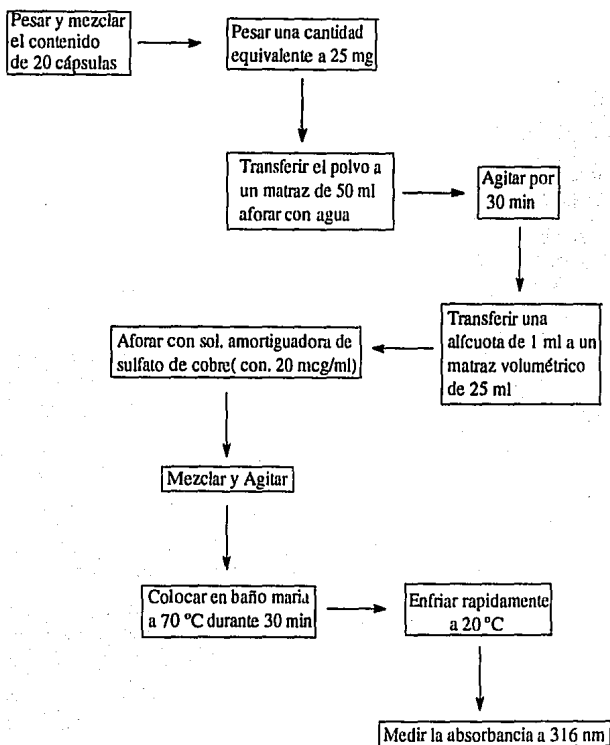 Pesar y mezclar
el contenido
de 20 cápsulas
Pesar una cantidad
equivalente a 25 mg
Transferir el polvo a
un matraz de 50 ml
aforar con agua
Agitar por
30 min
Transferir una
alícuota de 1 ml a un
matraz volumétrico
de 25 ml
Aforar con sol. amortiguadora de
sulfato de cobre( con. 20 mcg/ml)
Mezclar y Agitar
Colocar en baño maria
a 70 ºC durante 30 min
Enfriar rapidamente
a 20 ºC
Medir la absorbancia a 316 nm